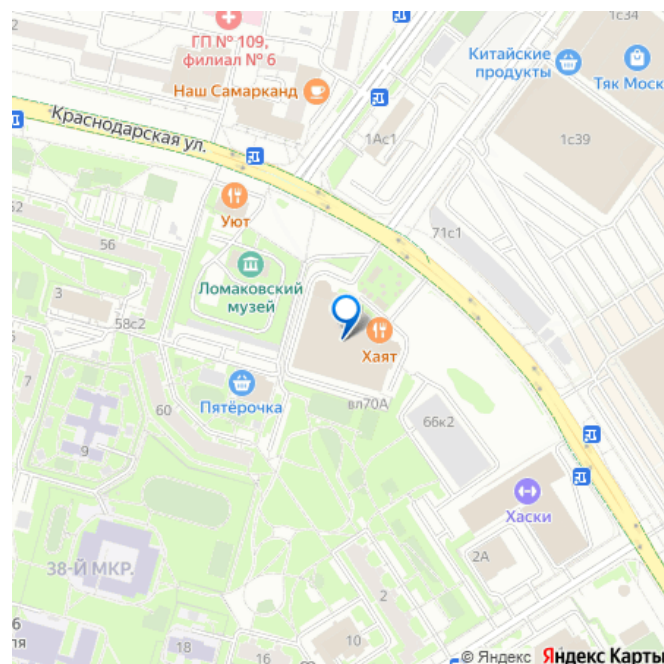 1с34
ГП № 109,
филиал № 6
Китайские
продукты
Тяк Моск
Наш Самарканд
Краснодарская ул.
1Ас1
1с39
Уют
71с1
56
Ломаковский
музей
3
58с2
Хаят
7
Пятёрочка
60
вл70А
66к2
9
Хаски
2А
38-Й МКР.
2
10
18
16
© Яндекс Яндекс Карты